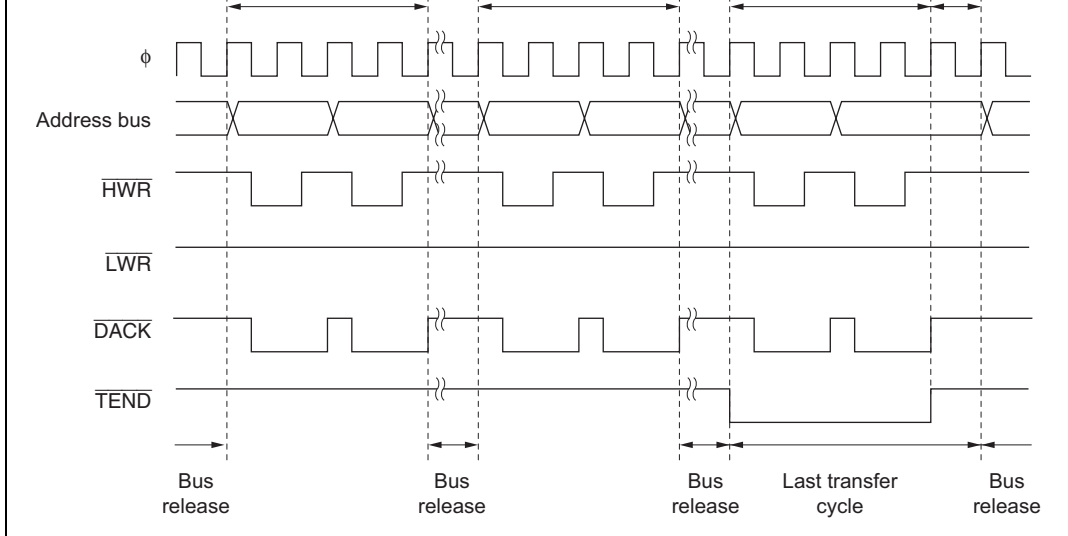 ϕ
Address bus
HWR
LWR
DACK
TEND
Bus
release
Bus
release
Bus
release
Last transfer
cycle
Bus
release